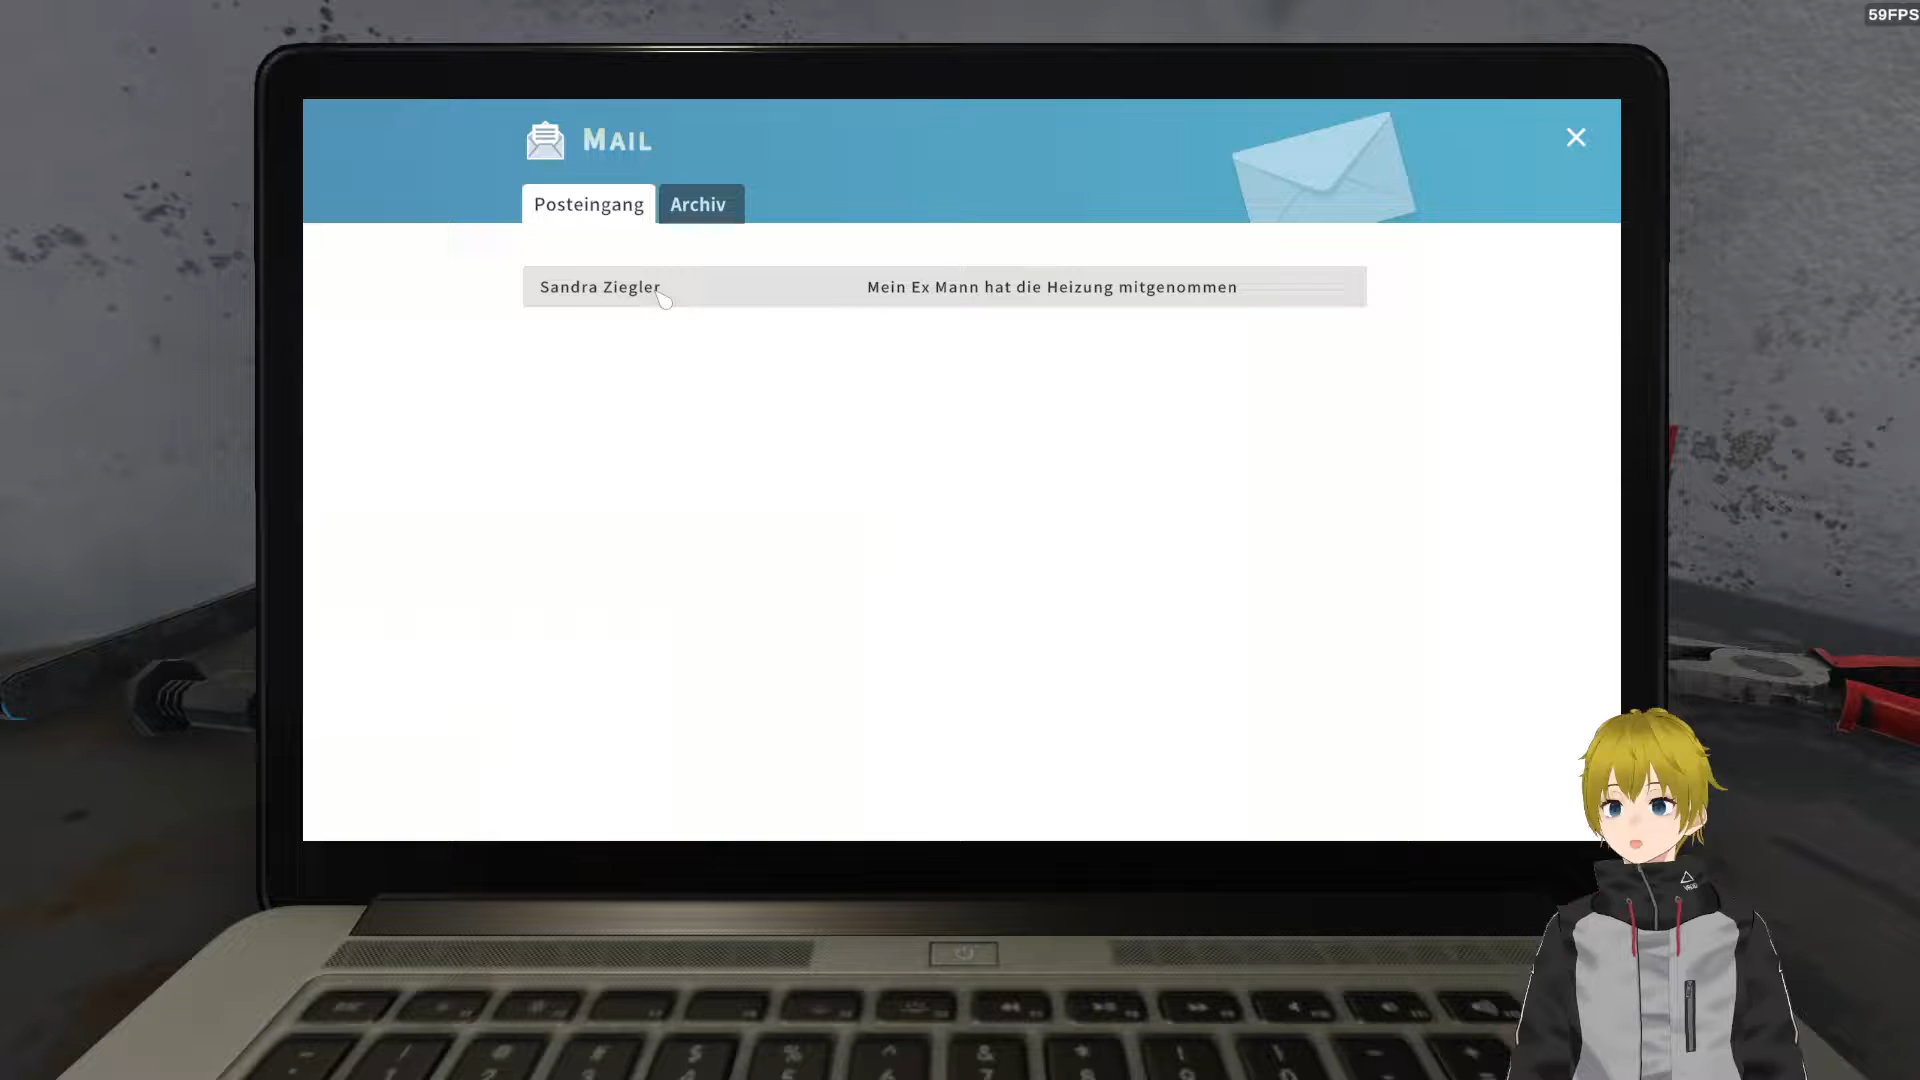 59FPS
MAIL
Posteingang
Archiv
Sandra Ziegler
Mein Ex Mann hat die Heizung mitgenommen